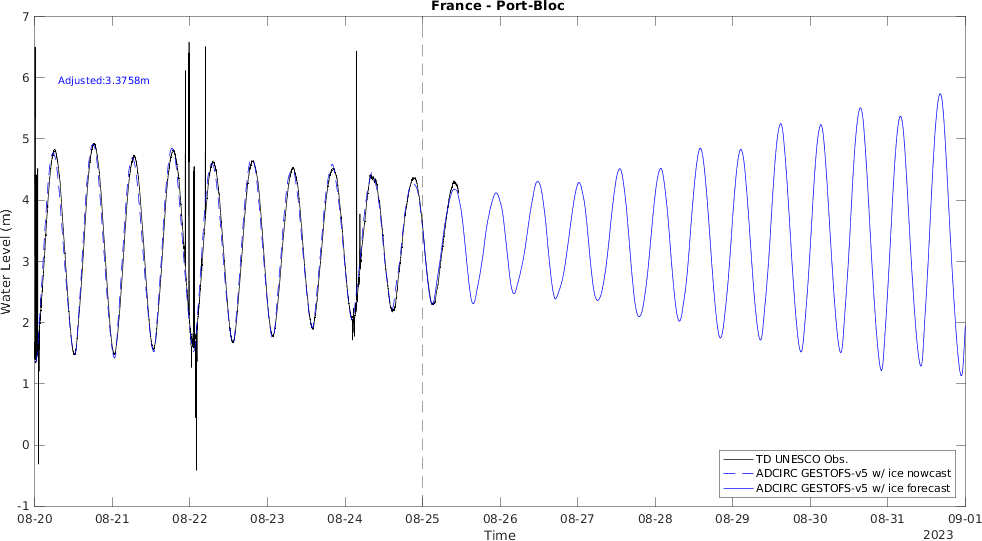 France - Port-Bloc
7
6
5
4
3
2
1
0
-1
Water Level (m)
Adjusted:3.3758m
TD UNESCO Obs.
ADCIRC GESTOFS-v5 w/ ice nowcast
ADCIRC GESTOFS-v5 w/ ice forecast
08-20 08-21 08-22 08-23 08-24 08-25 08-26 08-27 08-28 08-29 08-30 08-31 09-01
Time
2023